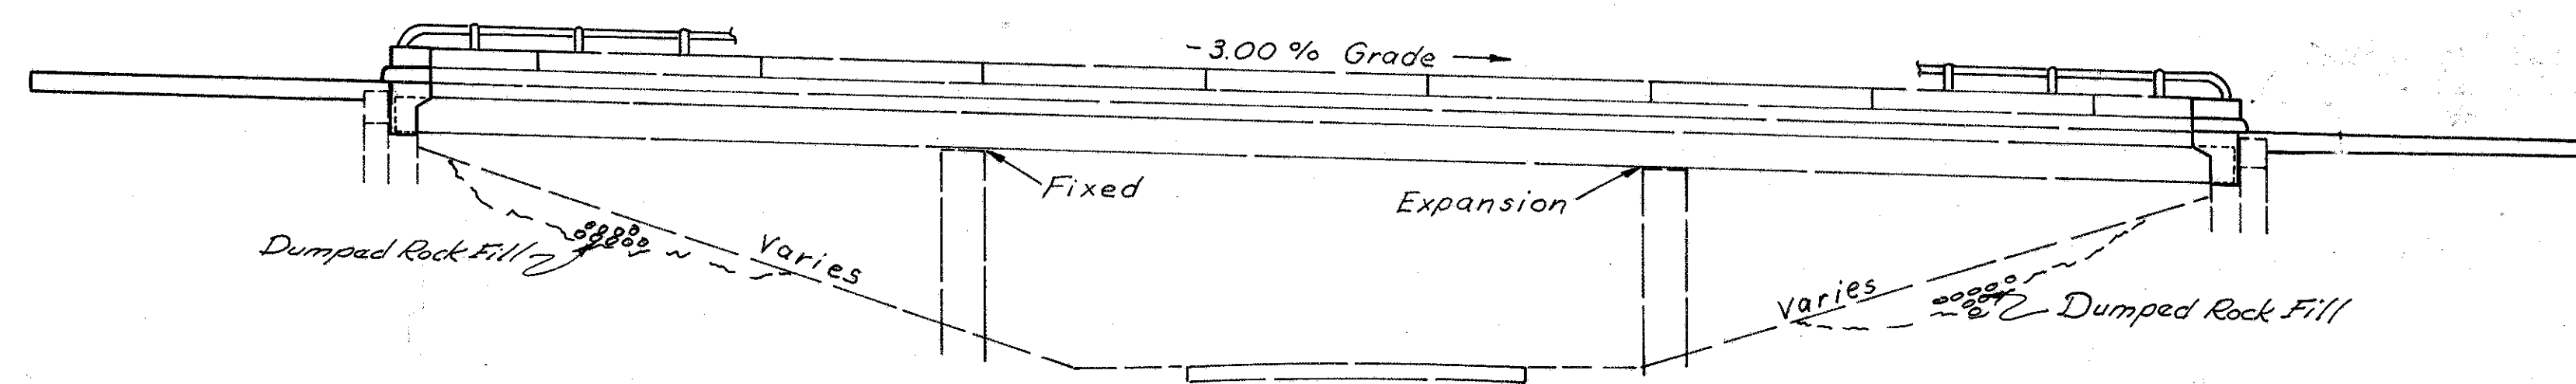 -3.00 % Grade
Fixed
Expansion
Dumped Rock Fill
Varies
varies
Dumped Rock Fill